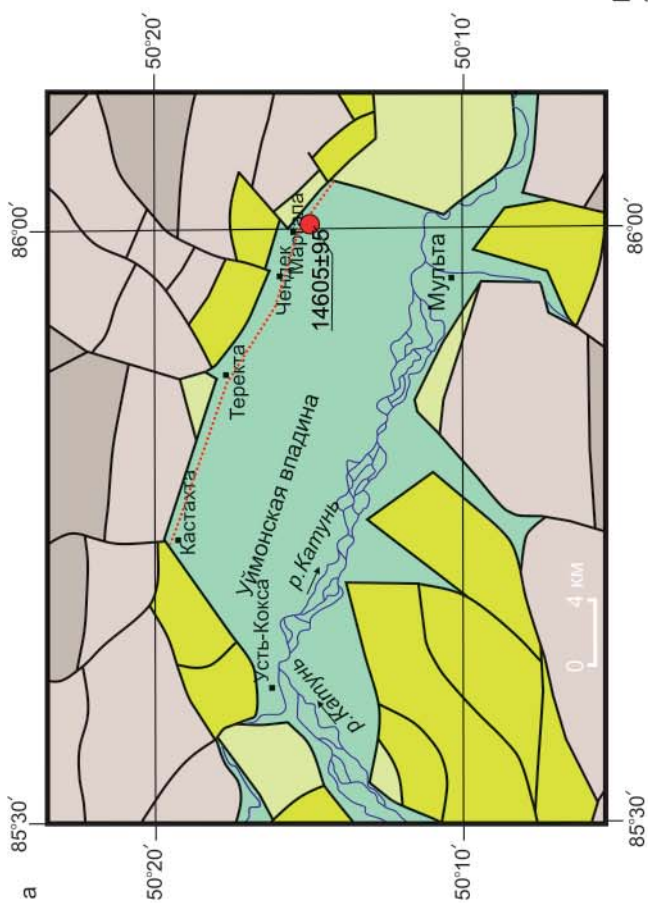 а
85°30′
86°00′
50°20′
50°20′
Кастахта
Теректа
Чендек
Маральa
14605±95
Усть-Кокса
Уймонская впадина
р.Катунь
р.Катунь
Мульта
50°10′
50°10′
0 4 км
85°30′
86°00′